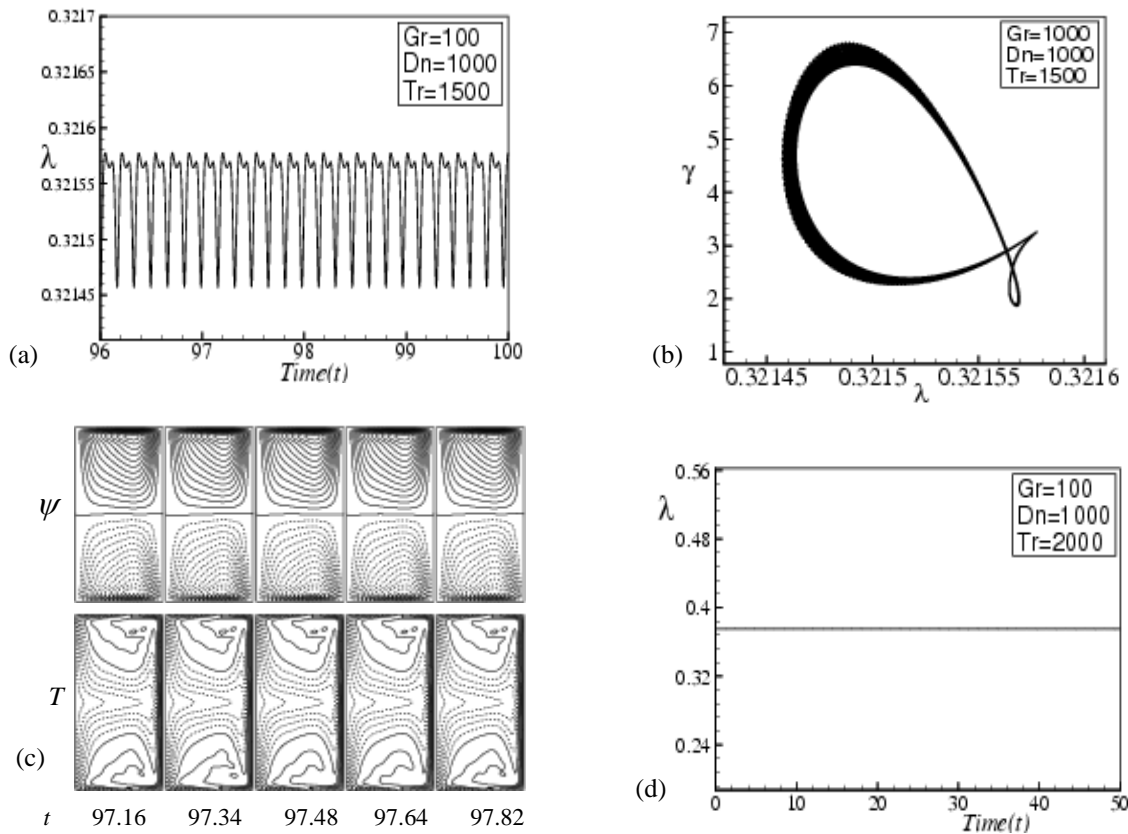 0.3217
0.32165
0.3216
λ
0.32155
0.3215
0.32145
Gr=100
Dn=1000
Tr=1500
96 97 98 99 100
Time(t)
(a)
7
6
5
γ
4
3
2
1
Gr=1000
Dn=1000
Tr=1500
0.32145 0.3215 0.32155 0.3216
λ
(b)
ψ
T
(c)
t 97.16 97.34 97.48 97.64 97.82
0.56
λ
0.48
0.4
0.32
0.24
Gr=100
Dn=1000
Tr=2000
0 10 20 30 40 50
Time(t)
(d)